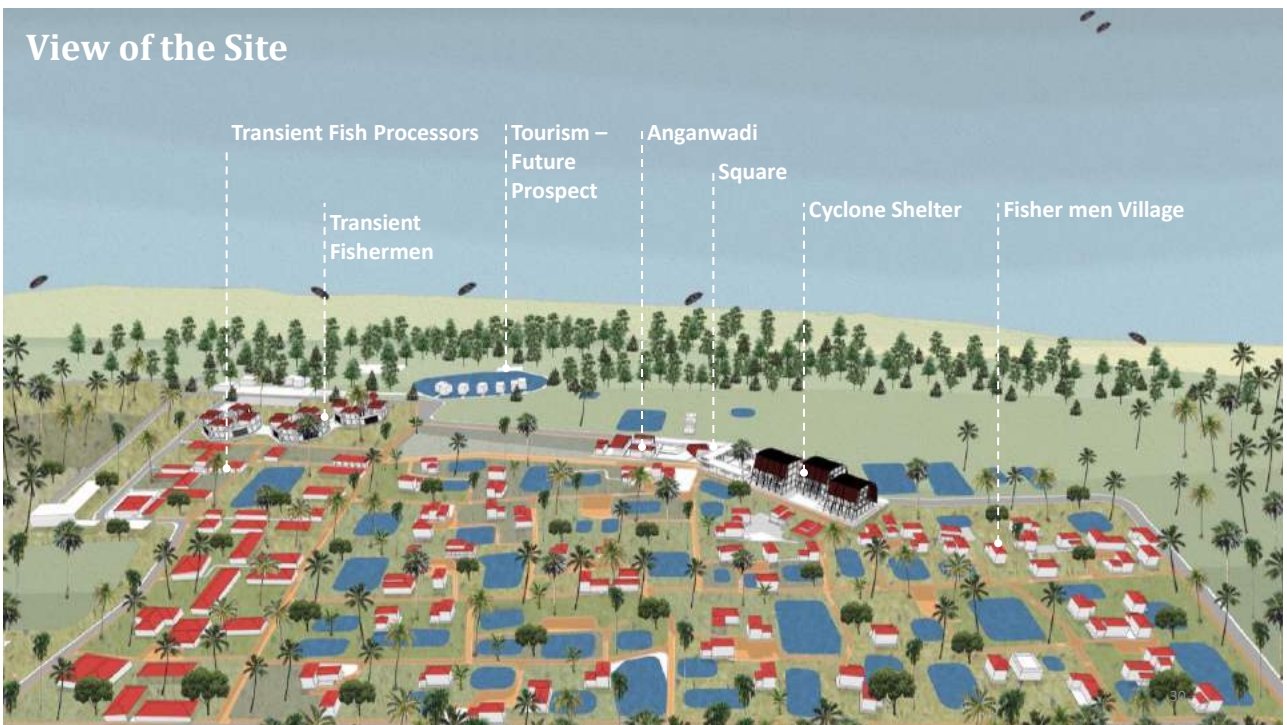 View of the Site
Transient Fish Processors
Tourism –
Future
Prospect
Anganwadi
Square
Transient
Fishermen
Cyclone Shelter
Fisher men Village
30